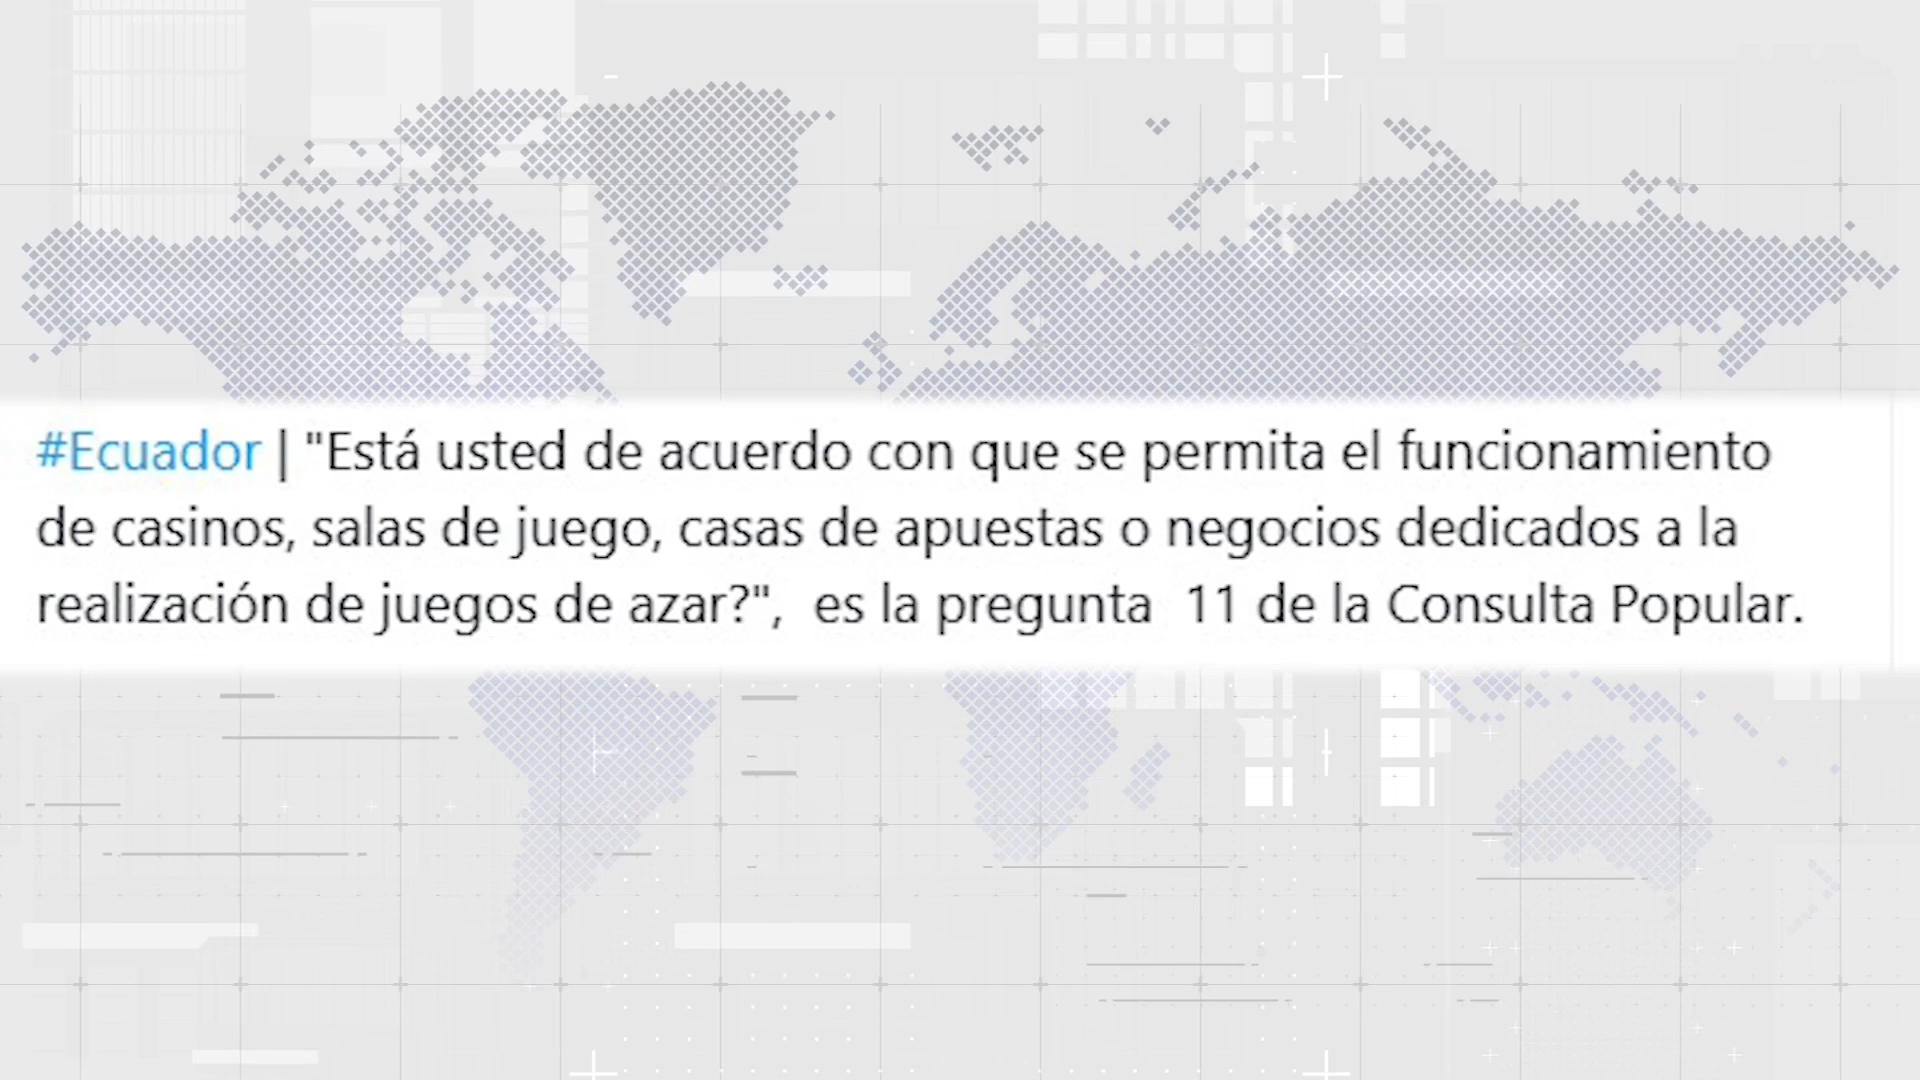 #Ecuador | "Está usted de acuerdo con que se permita el funcionamiento
de casinos, salas de juego, casas de apuestas o negocios dedicados a la
realización de juegos de azar?",  es la pregunta  11 de la Consulta Popular.